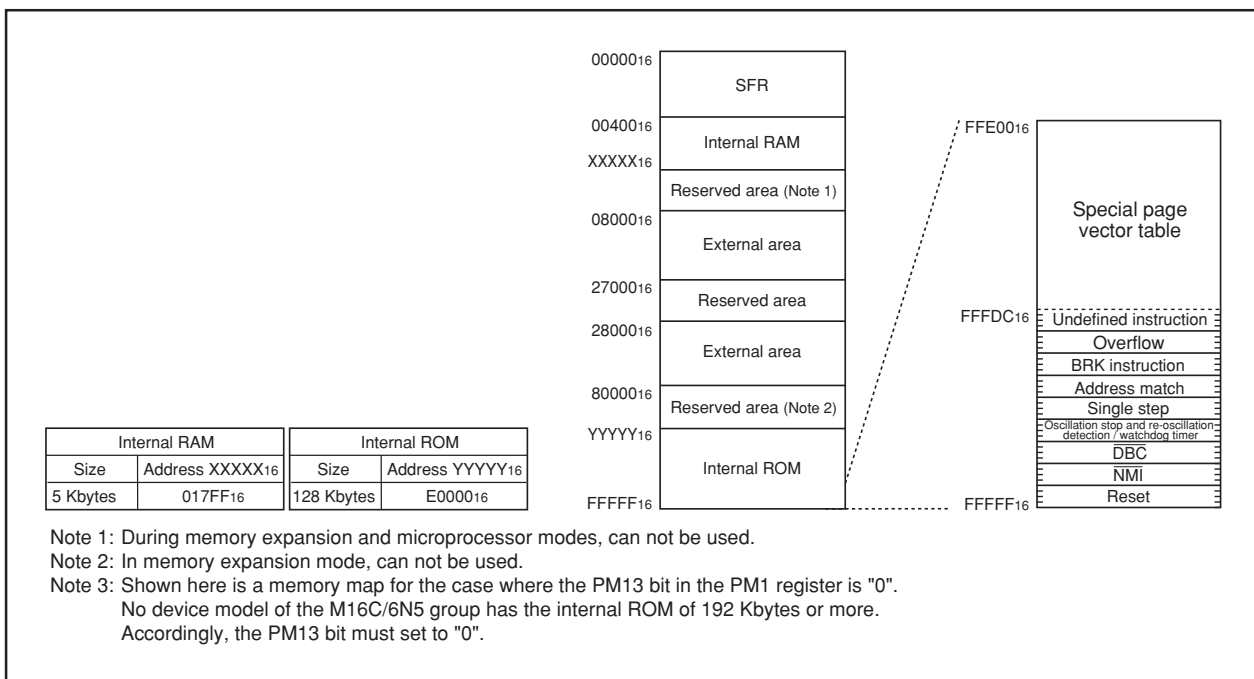 0000016
SFR
0040016
Internal RAM
XXXXX16
Reserved area (Note 1)
0800016
External area
2700016
Reserved area
2800016
External area
8000016
Reserved area (Note 2)
YYYYY16
Internal ROM
FFFFF16
FFE0016
Special page
vector table
FFFDC16
Undefined instruction
Overflow
BRK instruction
Address match
Single step
Oscillation stop and re-oscillation
detection / watchdog timer
DBC
NMI
Reset
FFFFF16
Internal RAM
Size Address XXXXX16
5 Kbytes 017FF16
Internal ROM
Size Address YYYYY16
128 Kbytes E000016
Note 1: During memory expansion and microprocessor modes, can not be used.
Note 2: In memory expansion mode, can not be used.
Note 3: Shown here is a memory map for the case where the PM13 bit in the PM1 register is "0".
No device model of the M16C/6N5 group has the internal ROM of 192 Kbytes or more.
Accordingly, the PM13 bit must set to "0".